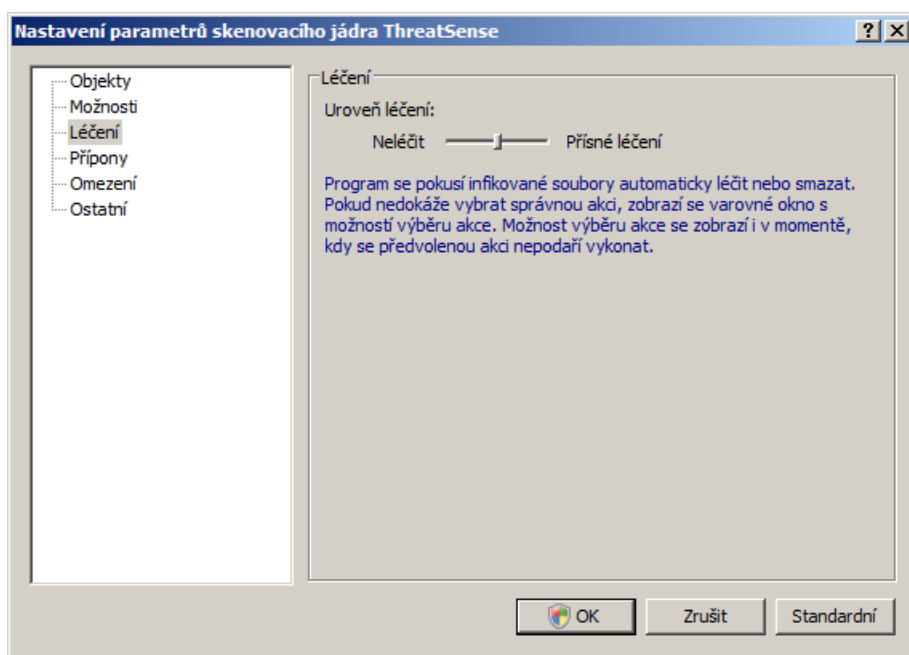 Nastavení parametrů skenovacího jádra ThreatSense
Objekty
Možnosti
Léčení
Přípony
Omezení
Ostatní
Léčení
Uroveň léčení:
Neléčit Přísné léčení
Program se pokusí infikované soubory automaticky léčit nebo smazat.
Pokud nedokáže vybrat správnou akci, zobrazí se varovné okno s
možností výběru akce. Možnost výběru akce se zobrazí i v momentě,
kdy se předvolenou akci nepodaří vykonat.
OK Zrušit Standardní